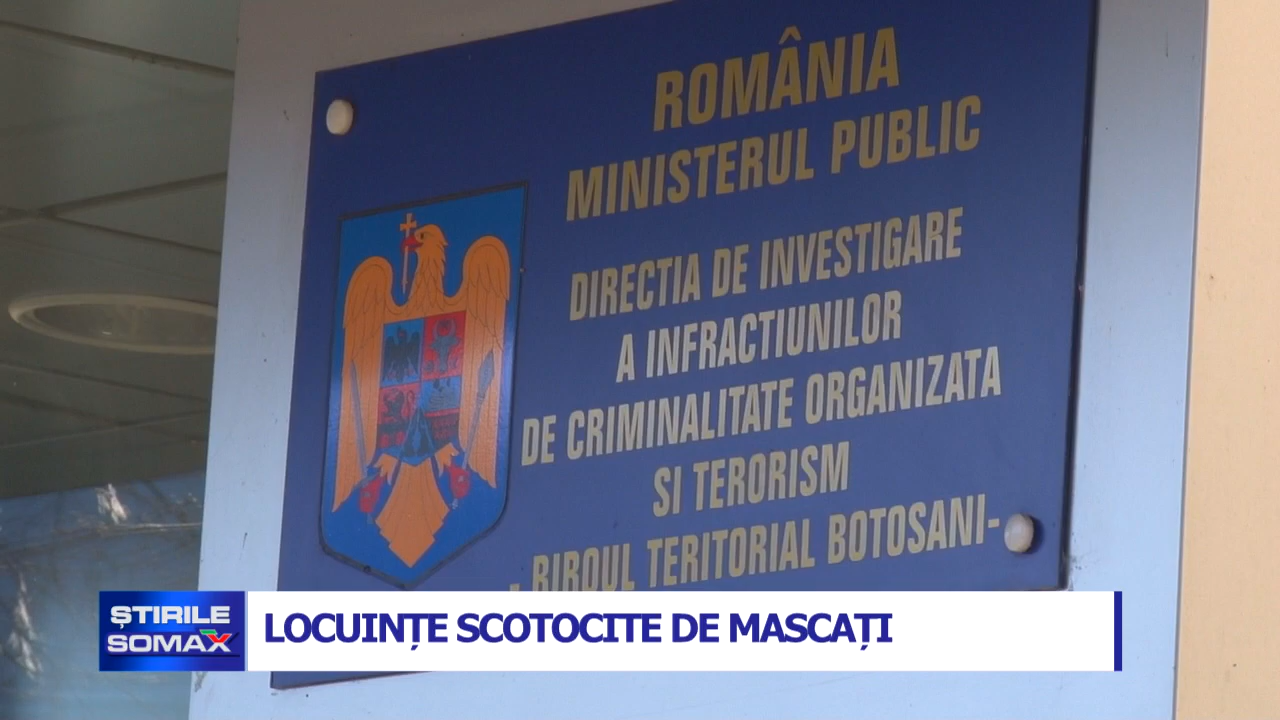 ROMÂNIA
MINISTERUL PUBLIC
DIRECTIA DE INVESTIGARE
A INFRACTIUNILOR
DE CRIMINALITATE ORGANIZATA
SI TERORISM
- BIROUL TERITORIAL BOTOSANI-
ȘTIRILE
SOMAX
LOCUINȚE SCOTOCITE DE MASCAȚI